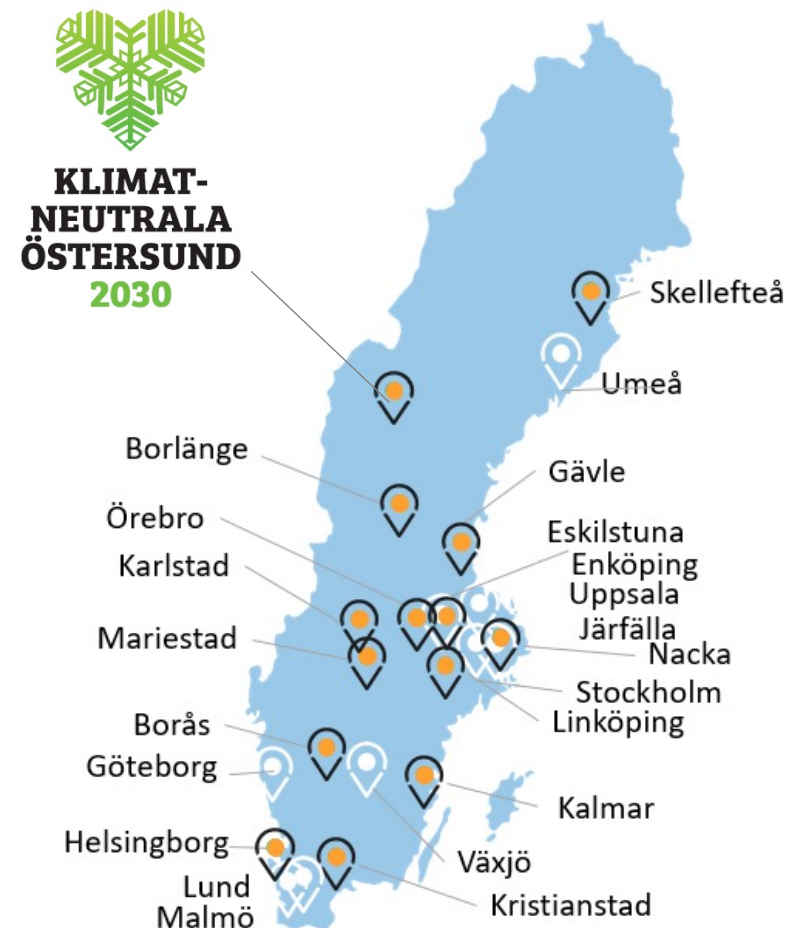 KLIMAT-
NEUTRALA
ÖSTERSUND
2030
Skellefteå
Umeå
Borlänge
Gävle
Örebro
Eskilstuna
Karlstad
Enköping
Uppsala
Järfälla
Mariestad
Nacka
Stockholm
Linköping
Borås
Göteborg
Kalmar
Helsingborg
Växjö
Lund
Kristianstad
Malmö